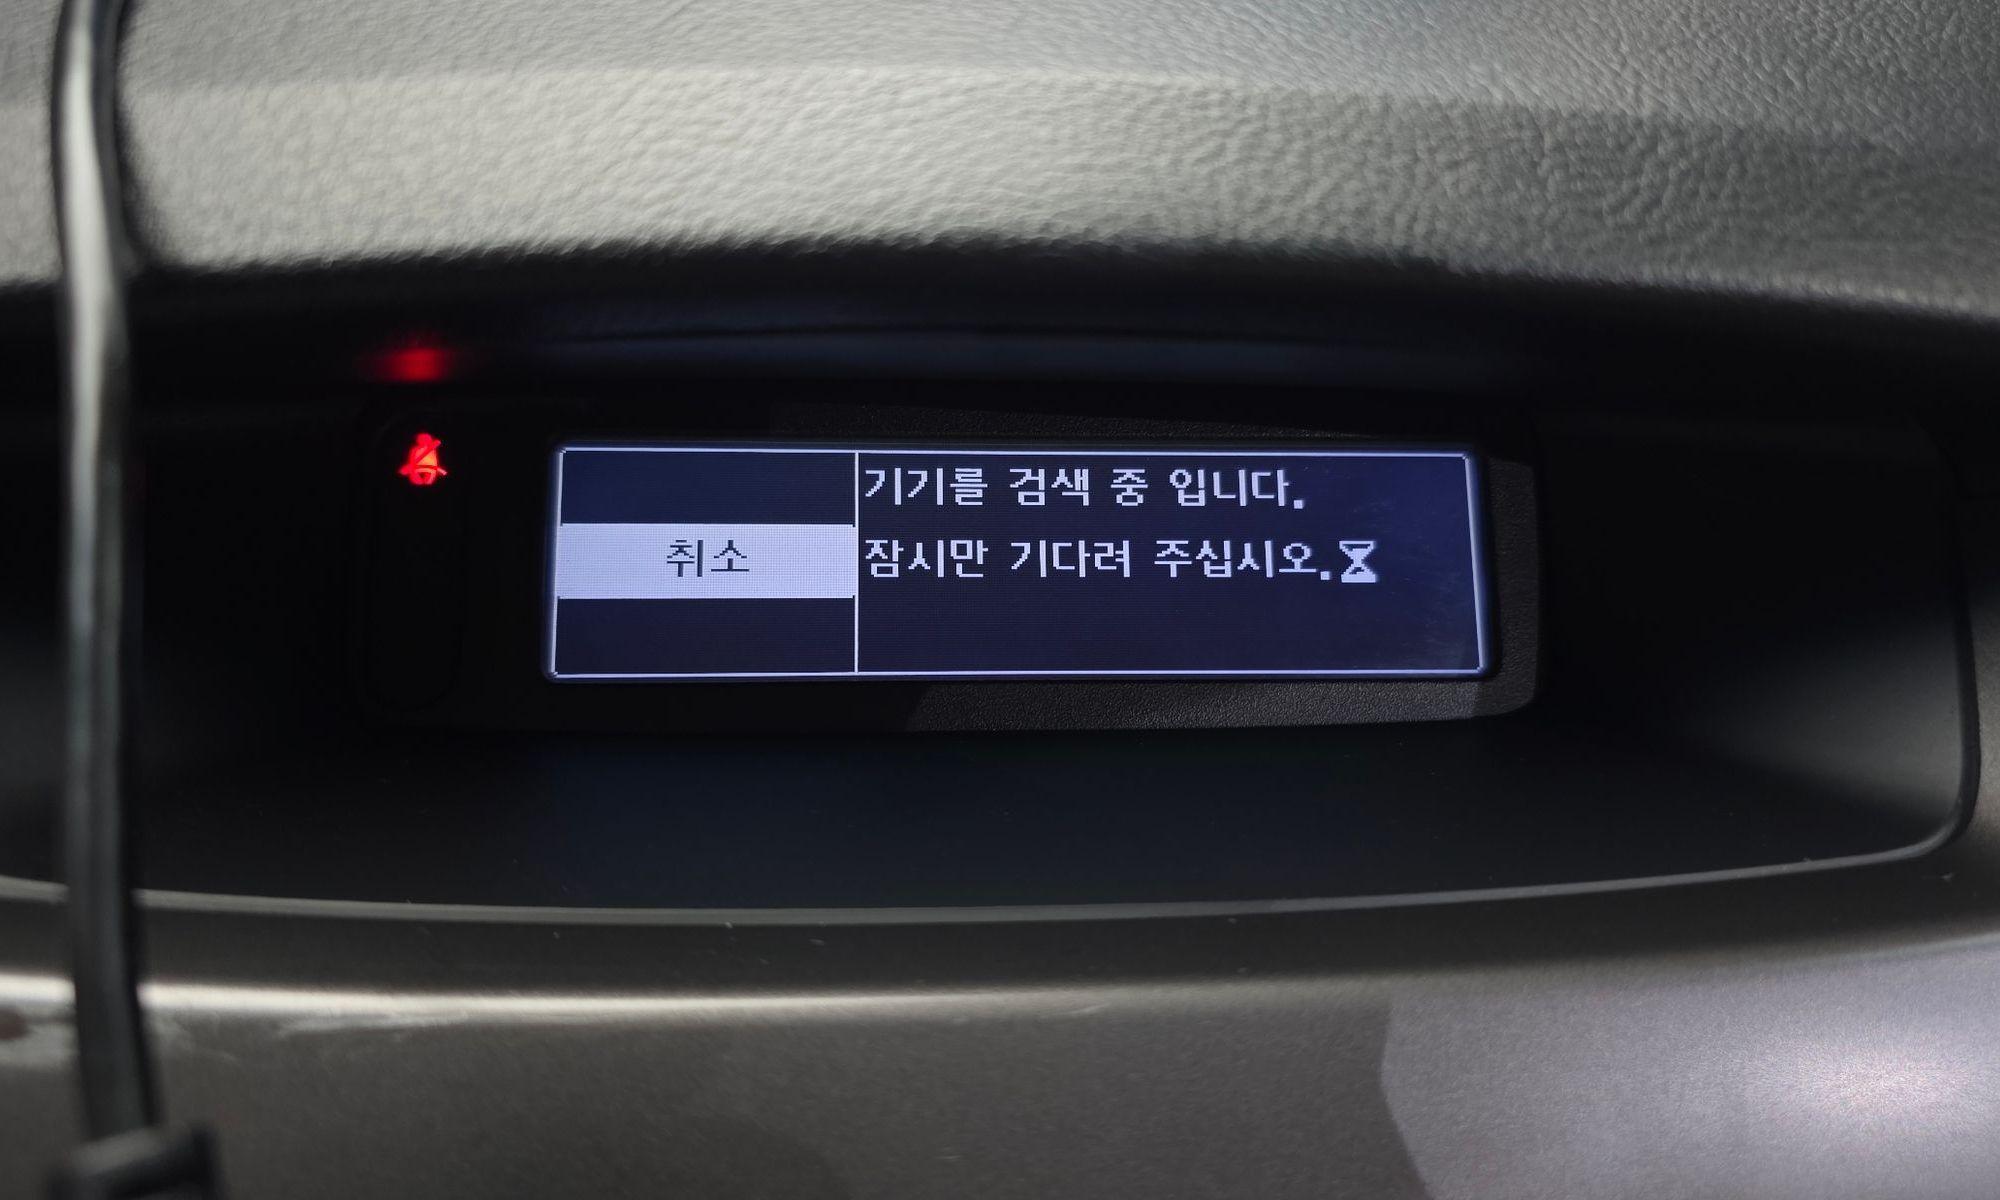 기기를 검색 중 입니다.
취소
잠시만 기다려 주십시오.